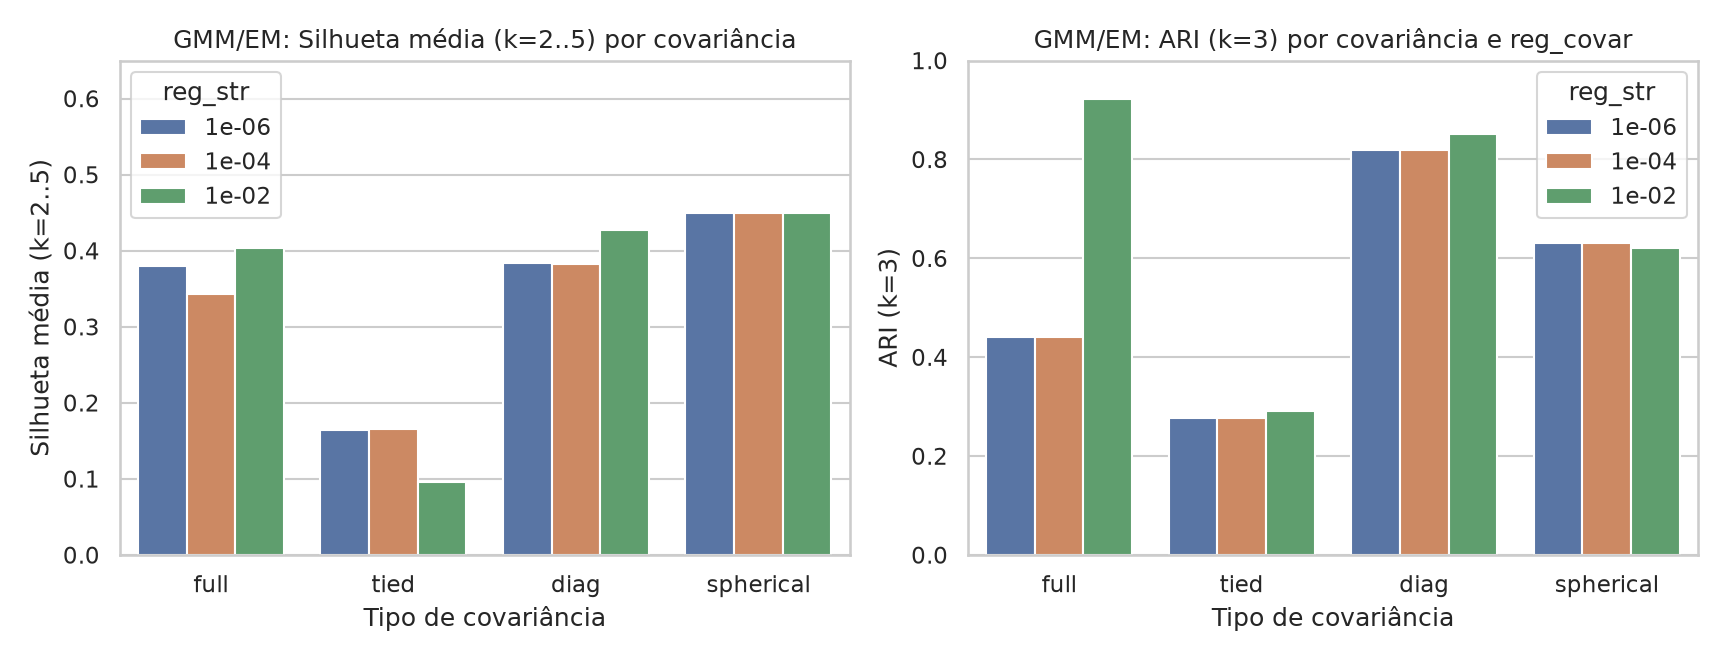 GMM/EM: Silhueta média (k=2..5) por covariância
reg_str
1e-06
1e-04
1e-02
Silhueta média (k=2..5)
0.6
0.5
0.4
0.3
0.2
0.1
0.0
full
tied
diag
spherical
Tipo de covariância
GMM/EM: ARI (k=3) por covariância e reg_covar
reg_str
1e-06
1e-04
1e-02
ARI (k=3)
1.0
0.8
0.6
0.4
0.2
0.0
full
tied
diag
spherical
Tipo de covariância